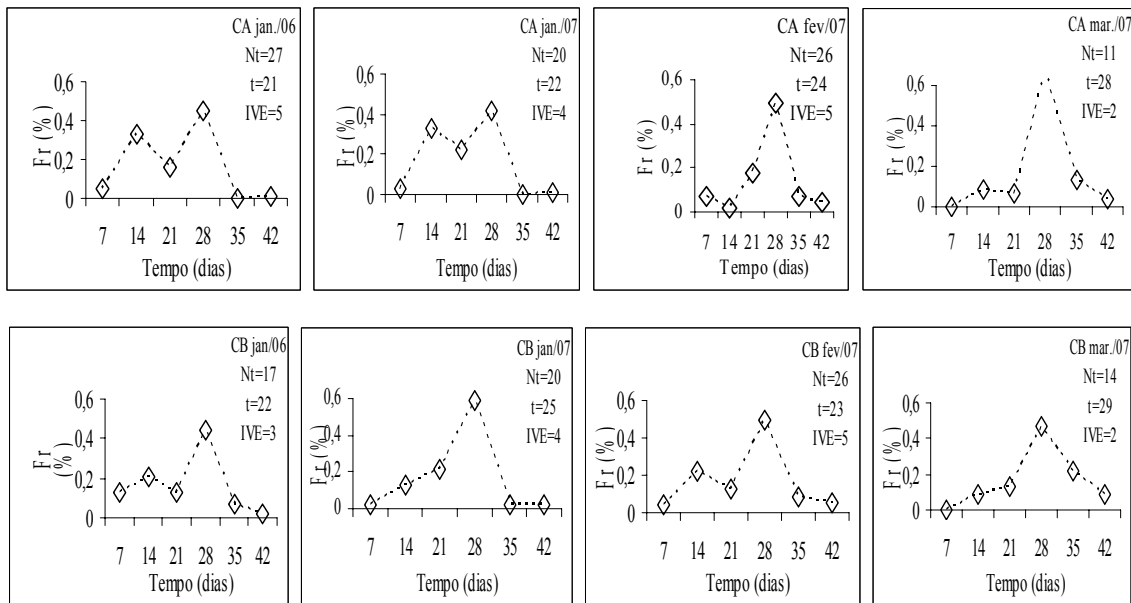 CA jan./06
Nt=27
t=21
IVE=5
Fr (%)
0,6
0,4
0,2
0
7 14 21 28 35 42
Tempo (dias)
CA jan./07
Nt=20
t=22
IVE=4
Fr (%)
0,6
0,4
0,2
0
7 14 21 28 35 42
Tempo (dias)
CA fev/07
Nt=26
t=24
IVE=5
Fr (%)
0,6
0,4
0,2
0
7 14 21 28 35 42
Tempo (dias)
CA mar./07
Nt=11
t=28
IVE=2
Fr (%)
0,6
0,4
0,2
0
7 14 21 28 35 42
Tempo (dias)
CB jan/06
Nt=17
t=22
IVE=3
Fr
(%)
0,6
0,4
0,2
0
7 14 21 28 35 42
Tempo (dias)
CB jan/07
Nt=20
t=25
IVE=4
Fr (%)
0,6
0,4
0,2
0
7 14 21 28 35 42
Tempo (dias)
CB fev/07
Nt=26
t=23
IVE=5
Fr (%)
0,6
0,4
0,2
0
7 14 21 28 35 42
Tempo (dias)
CB mar./07
Nt=14
t=29
IVE=2
Fr (%)
0,6
0,4
0,2
0
7 14 21 28 35 42
Tempo (dias)